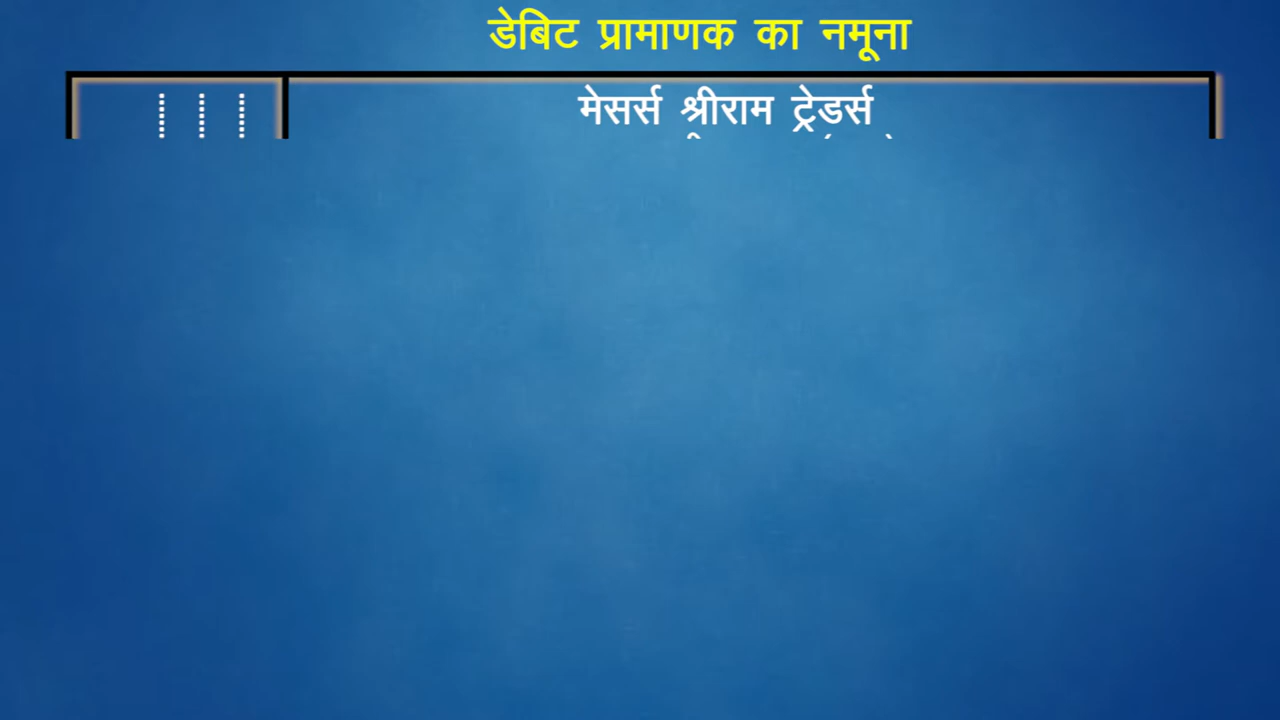 डेबिट प्रामाणक का नमूना
मेसर्स श्रीराम ट्रेडर्स